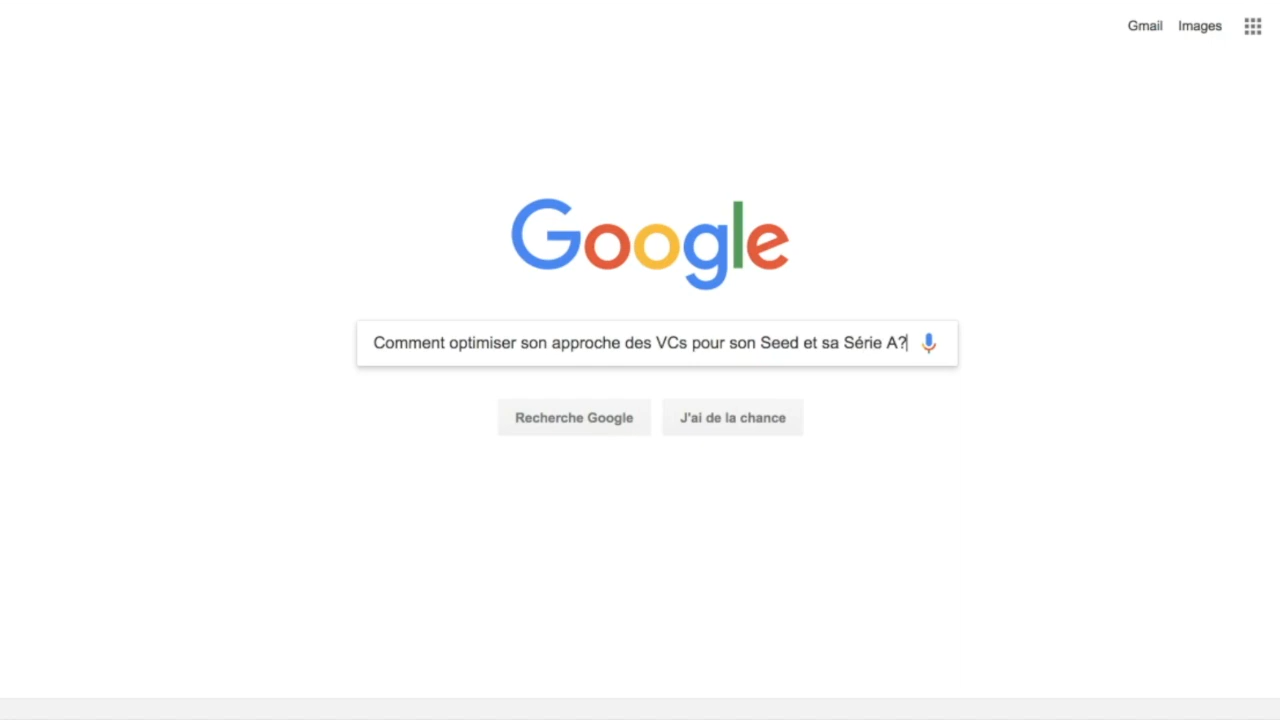 Gmail Images
Google
Comment optimiser son approche des VCs pour son Seed et sa Série A?
Recherche Google J'ai de la chance